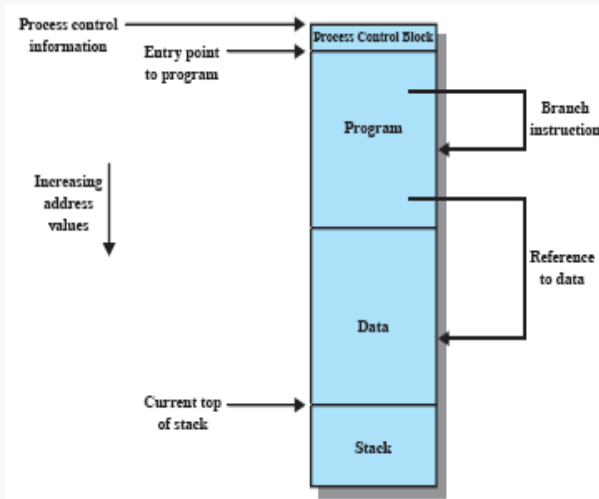 Process control
information
Process Control Block
Entry point
to program
Program
Branch
instruction
Increasing
address
values
Reference
to data
Data
Current top
of stack
Stack